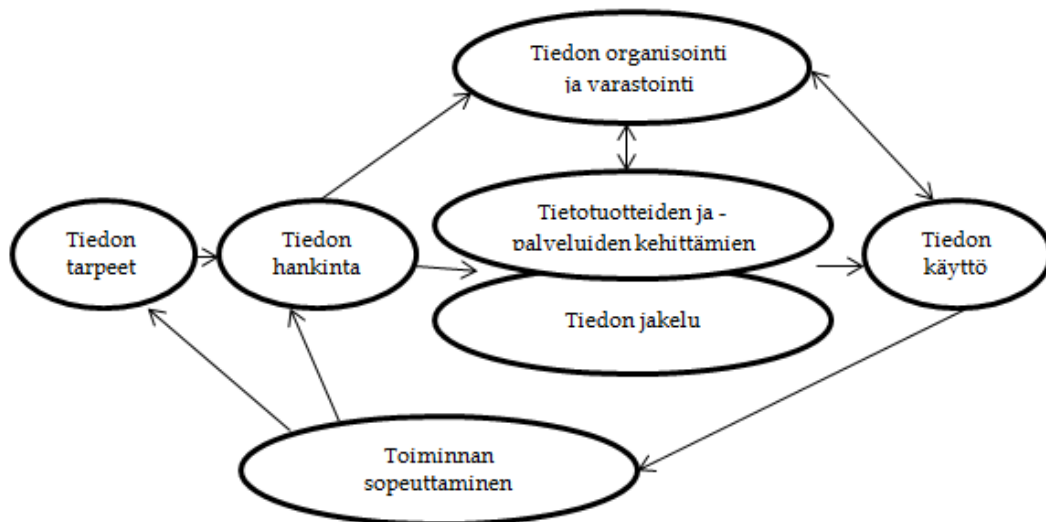 Tiedon organisointi
ja varastointi
Tietotuotteiden ja -
palveluiden kehittämien
Tiedon
tarpeet
Tiedon
hankinta
Tiedon
käyttö
Tiedon jakelu
Toiminnan
sopeuttaminen